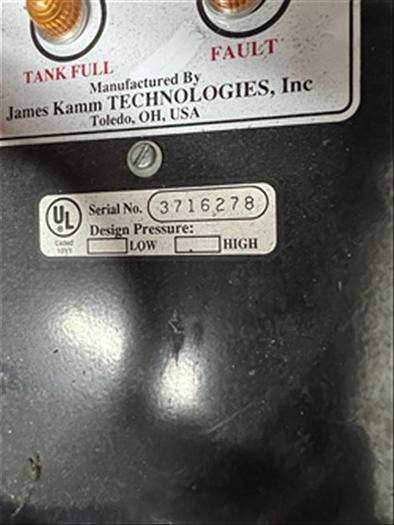 TANK FULL
FAULT
Manufactured By
James Kamm TECHNOLOGIES, Inc
Toledo, OH, USA
UL
Serial No. 3716278
Design Pressure:
LOW HIGH